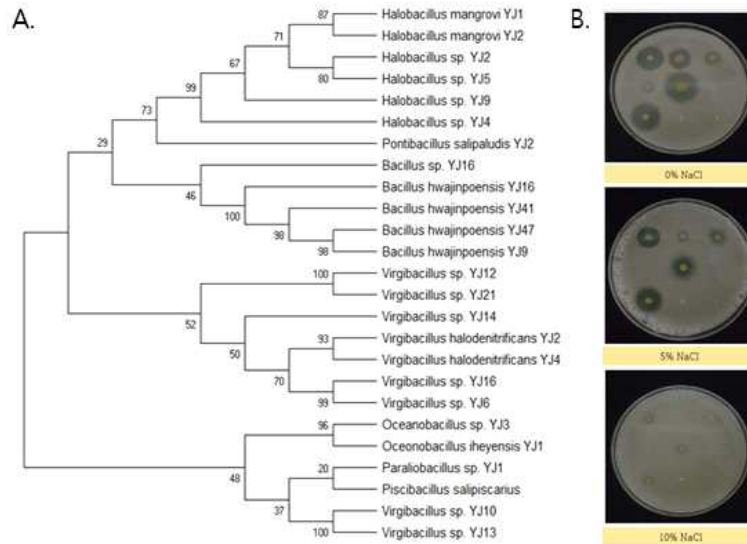 A.
B.
Halobacillus mangrovi YJ1
87
Halobacillus mangrovi YJ2
71
Halobacillus sp. YJ2
67
80
Halobacillus sp. YJ5
99
Halobacillus sp. YJ9
73
Halobacillus sp. YJ4
29
Pontibacillus salipaludis YJ2
Bacillus sp. YJ16
46
Bacillus hwajinpoensis YJ16
100
Bacillus hwajinpoensis YJ41
98
Bacillus hwajinpoensis YJ47
98
Bacillus hwajinpoensis YJ9
100
Virgibacillus sp. YJ12
Virgibacillus sp. YJ21
52
Virgibacillus sp. YJ14
50
93
Virgibacillus halodenitrificans YJ2
70
Virgibacillus halodenitrificans YJ4
Virgibacillus sp. YJ16
99
Virgibacillus sp. YJ6
96
Oceanobacillus sp. YJ3
Oceonobacillus iheyensis YJ1
48
20
Paraliobacillus sp. YJ1
37
Piscibacillus salipiscarius
Virgibacillus sp. YJ10
100
Virgibacillus sp. YJ13
0% NaCl
5% NaCl
10% NaCl